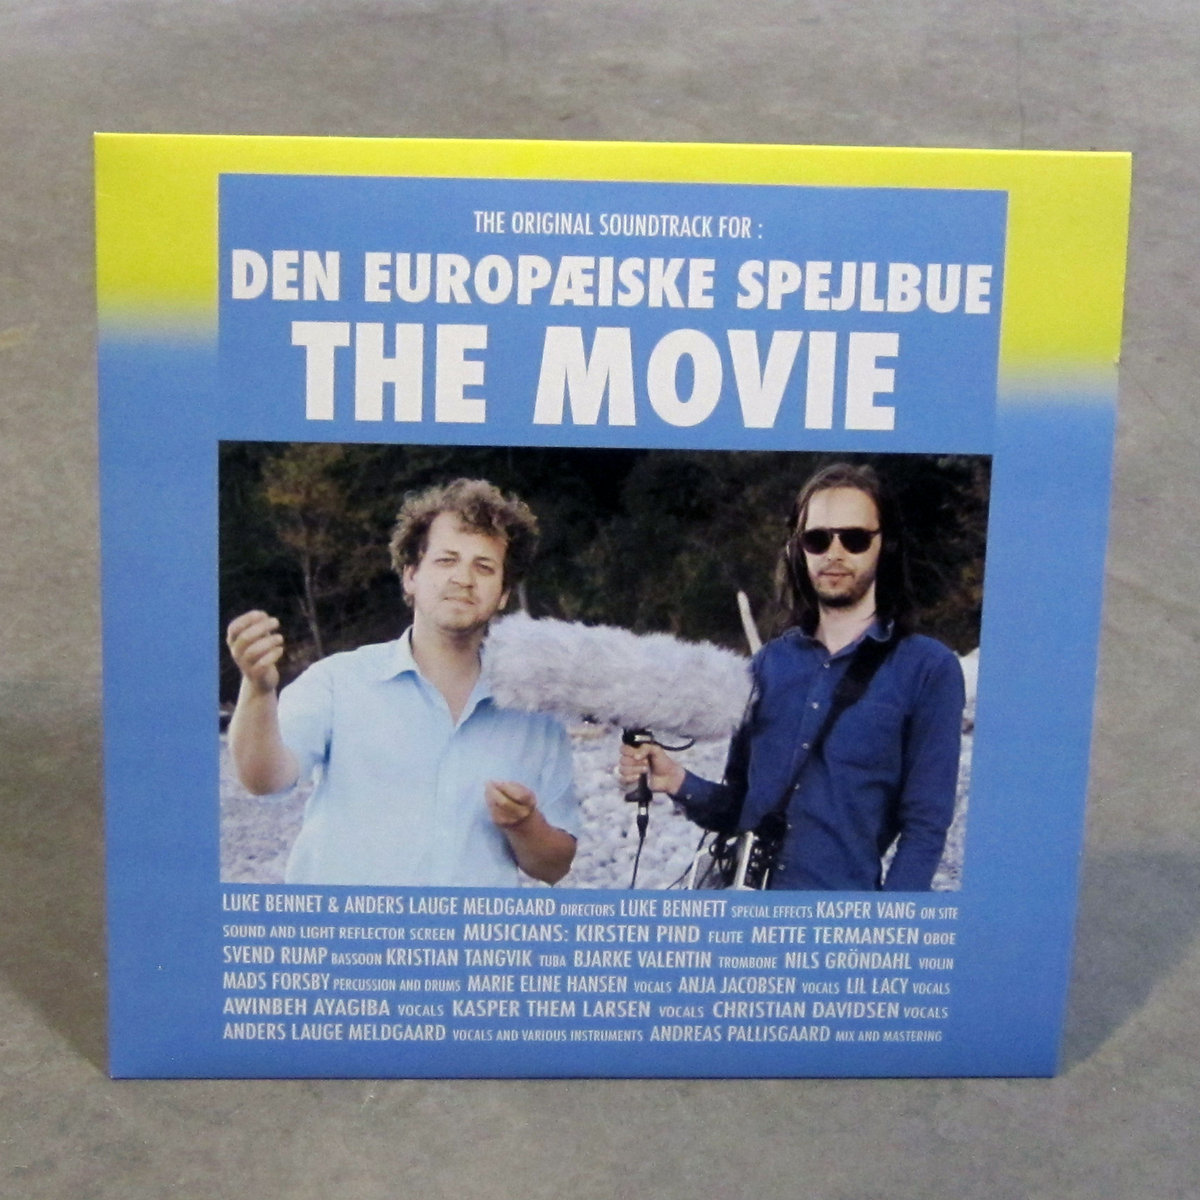 THE ORIGINAL SOUNDTRACK FOR :
DEN EUROPÆISKE SPEJLBUE
THE MOVIE
LUKE BENNET & ANDERS LAUGE MELDGAARD DIRECTORS LUKE BENNETT SPECIAL EFFECTS KASPER VANG ON SITE
SOUND AND LIGHT REFLECTOR SCREEN MUSICIANS: KIRSTEN PIND FLUTE METTE TERMANSEN OBOE
SVEND RUMP BASSOON KRISTIAN TANGVIK TUBA BJARKE VALENTIN TROMBONE NILS GRÖNDAHL VIOLIN
MADS FORSBY PERCUSSION AND DRUMS MARIE ELINE HANSEN VOCALS ANJA JACOBSEN VOCALS LIL LACY VOCALS
AWINBEH AYAGIBA VOCALS KASPER THEM LARSEN VOCALS CHRISTIAN DAVIDSEN VOCALS
ANDERS LAUGE MELDGAARD VOCALS AND VARIOUS INSTRUMENTS ANDREAS PALLISGAARD MIX AND MASTERING